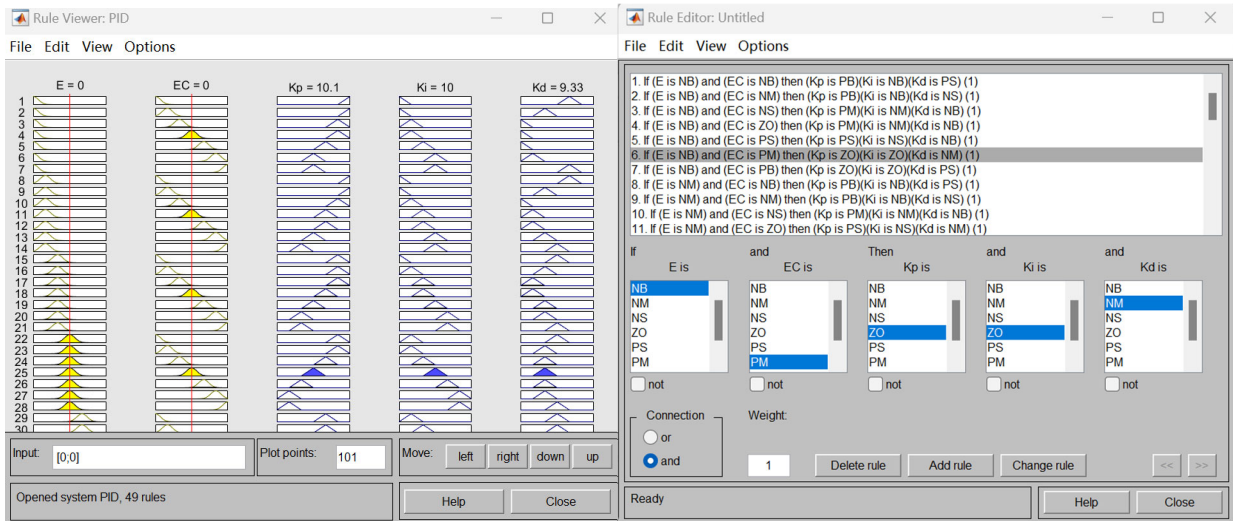 Rule Viewer: PID
File Edit View Options
E = 0 EC = 0 Kp = 10.1 Ki = 10 Kd = 9.33
1
2
3
4
5
6
7
8
9
10
11
12
13
14
15
16
17
18
19
20
21
22
23
24
25
26
27
28
29
30
Input: [0;0] Plot points: 101 Move: left right down up
Opened system PID, 49 rules Help Close
Rule Editor: Untitled
File Edit View Options
1. If (E is NB) and (EC is NB) then (Kp is PB)(Ki is NB)(Kd is PS) (1)
2. If (E is NB) and (EC is NM) then (Kp is PB)(Ki is NB)(Kd is NS) (1)
3. If (E is NB) and (EC is NS) then (Kp is PM)(Ki is NM)(Kd is NB) (1)
4. If (E is NB) and (EC is ZO) then (Kp is PM)(Ki is NM)(Kd is NB) (1)
5. If (E is NB) and (EC is PS) then (Kp is PS)(Ki is NS)(Kd is NB) (1)
6. If (E is NB) and (EC is PM) then (Kp is ZO)(Ki is ZO)(Kd is NM) (1)
7. If (E is NB) and (EC is PB) then (Kp is ZO)(Ki is ZO)(Kd is PS) (1)
8. If (E is NM) and (EC is NB) then (Kp is PB)(Ki is NB)(Kd is PS) (1)
9. If (E is NM) and (EC is NM) then (Kp is PB)(Ki is NB)(Kd is NS) (1)
10. If (E is NM) and (EC is NS) then (Kp is PM)(Ki is NM)(Kd is NB) (1)
11. If (E is NM) and (EC is ZO) then (Kp is PS)(Ki is NS)(Kd is NM) (1)
If and Then and and
E is EC is Kp is Ki is Kd is
NB NB NB NB NB
NM NM NM NM NM
NS NS NS NS NS
ZO ZO ZO ZO ZO
PS PS PS PS PS
PM PM PM PM PM
not not not not not
Connection Weight:
or
and 1 Delete rule Add rule Change rule << >>
Ready Help Close